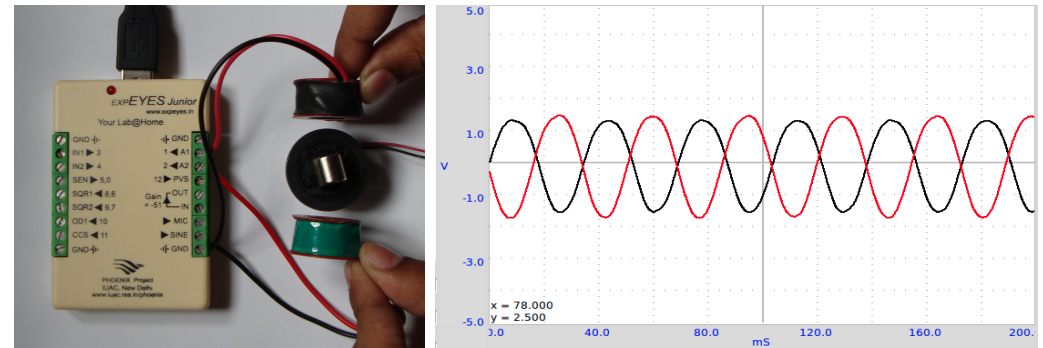 EXPEYES Junior
www.expeyes.in
Your Lab@Home
GND
IN1 ▶ 3
IN2 ▶ 4
SEN ▶ 5,0
SQR1 ◀ 8,6
SQR2 ◀ 9,7
OD1 ◀ 10
CCS ◀ 11
GND
GND
1 ◀ A1
2 ◀ A2
12 ▶ PVS
Gain
= -51
OUT
IN
▶ MIC
▶ SINE
GND
PHOENIX Project
IUAC, New Delhi
www.iuac.res.in/phoenix
5.0
3.0
1.0
V
-1.0
-3.0
-5.0
x = 78.000
y = 2.500
0.0
40.0
80.0
120.0
160.0
200.
mS